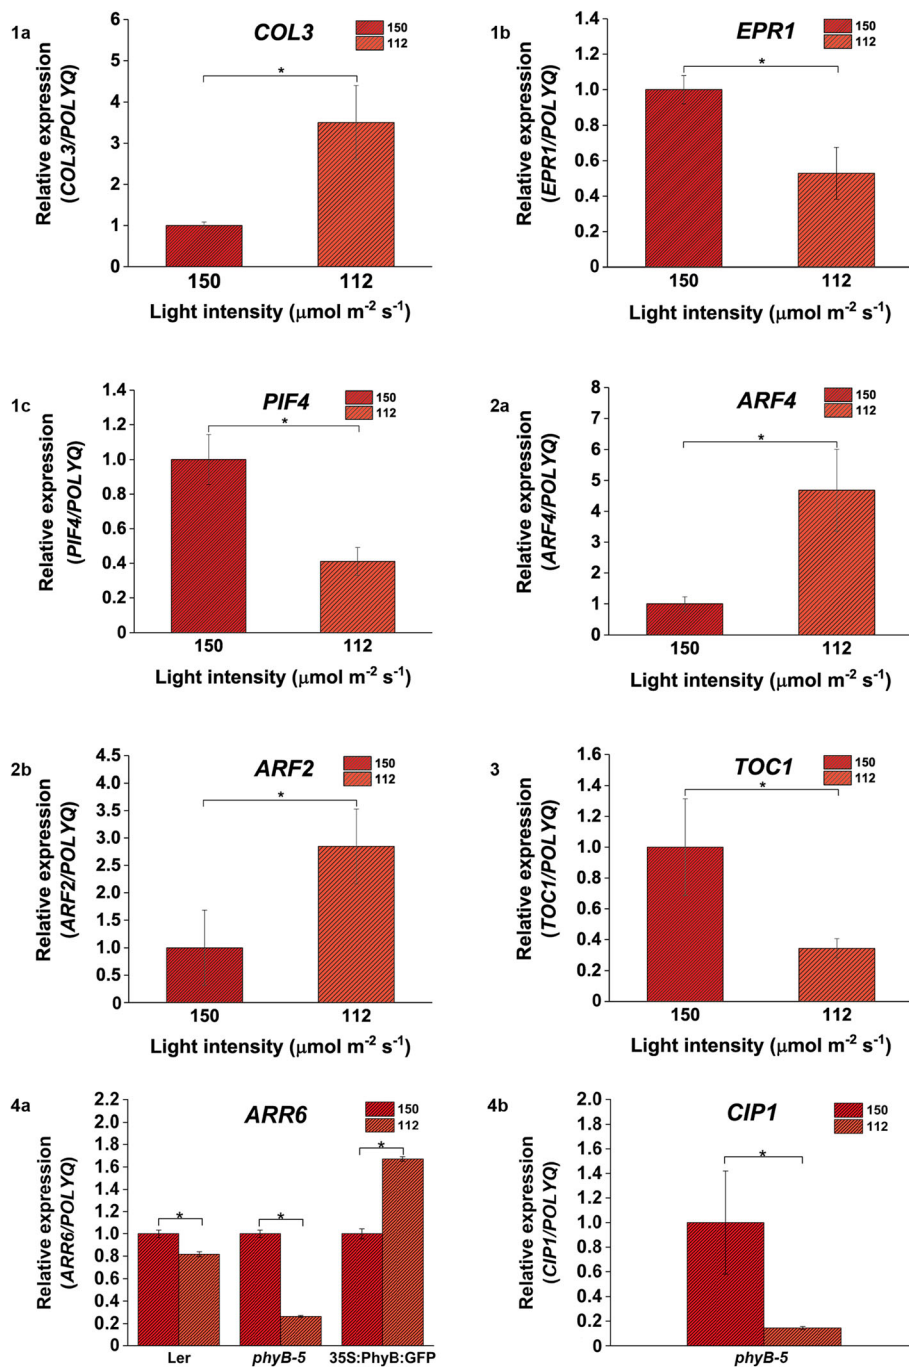 1a
COL3
150
112
Relative expression
(COL3/POLYQ)
6
5
4
3
2
1
0
*
150 112
Light intensity (μmol m-2 s-1)
1b
EPR1
150
112
Relative expression
(EPR1/POLYQ)
1.4
1.2
1.0
0.8
0.6
0.4
0.2
0
*
150 112
Light intensity (μmol m-2 s-1)
1c
PIF4
150
112
Relative expression
(PIF4/POLYQ)
1.4
1.2
1.0
0.8
0.6
0.4
0.2
0
*
150 112
Light intensity (μmol m-2 s-1)
2a
ARF4
150
112
Relative expression
(ARF4/POLYQ)
8
7
6
5
4
3
2
1
0
*
150 112
Light intensity (μmol m-2 s-1)
2b
ARF2
150
112
Relative expression
(ARF2/POLYQ)
4.5
4.0
3.5
3.0
2.5
2.0
1.5
1.0
0.5
0
*
150 112
Light intensity (μmol m-2 s-1)
3
TOC1
150
112
Relative expression
(TOC1/POLYQ)
1.6
1.4
1.2
1.0
0.8
0.6
0.4
0.2
0
*
150 112
Light intensity (μmol m-2 s-1)
4a
ARR6
150
112
Relative expression
(ARR6/POLYQ)
2.2
2.0
1.8
1.6
1.4
1.2
1.0
0.8
0.6
0.4
0.2
0
* * *
Ler phyB-5 35S:PhyB:GFP
4b
CIP1
150
112
Relative expression
(CIP1/POLYQ)
2.0
1.8
1.6
1.4
1.2
1.0
0.8
0.6
0.4
0.2
0
*
phyB-5